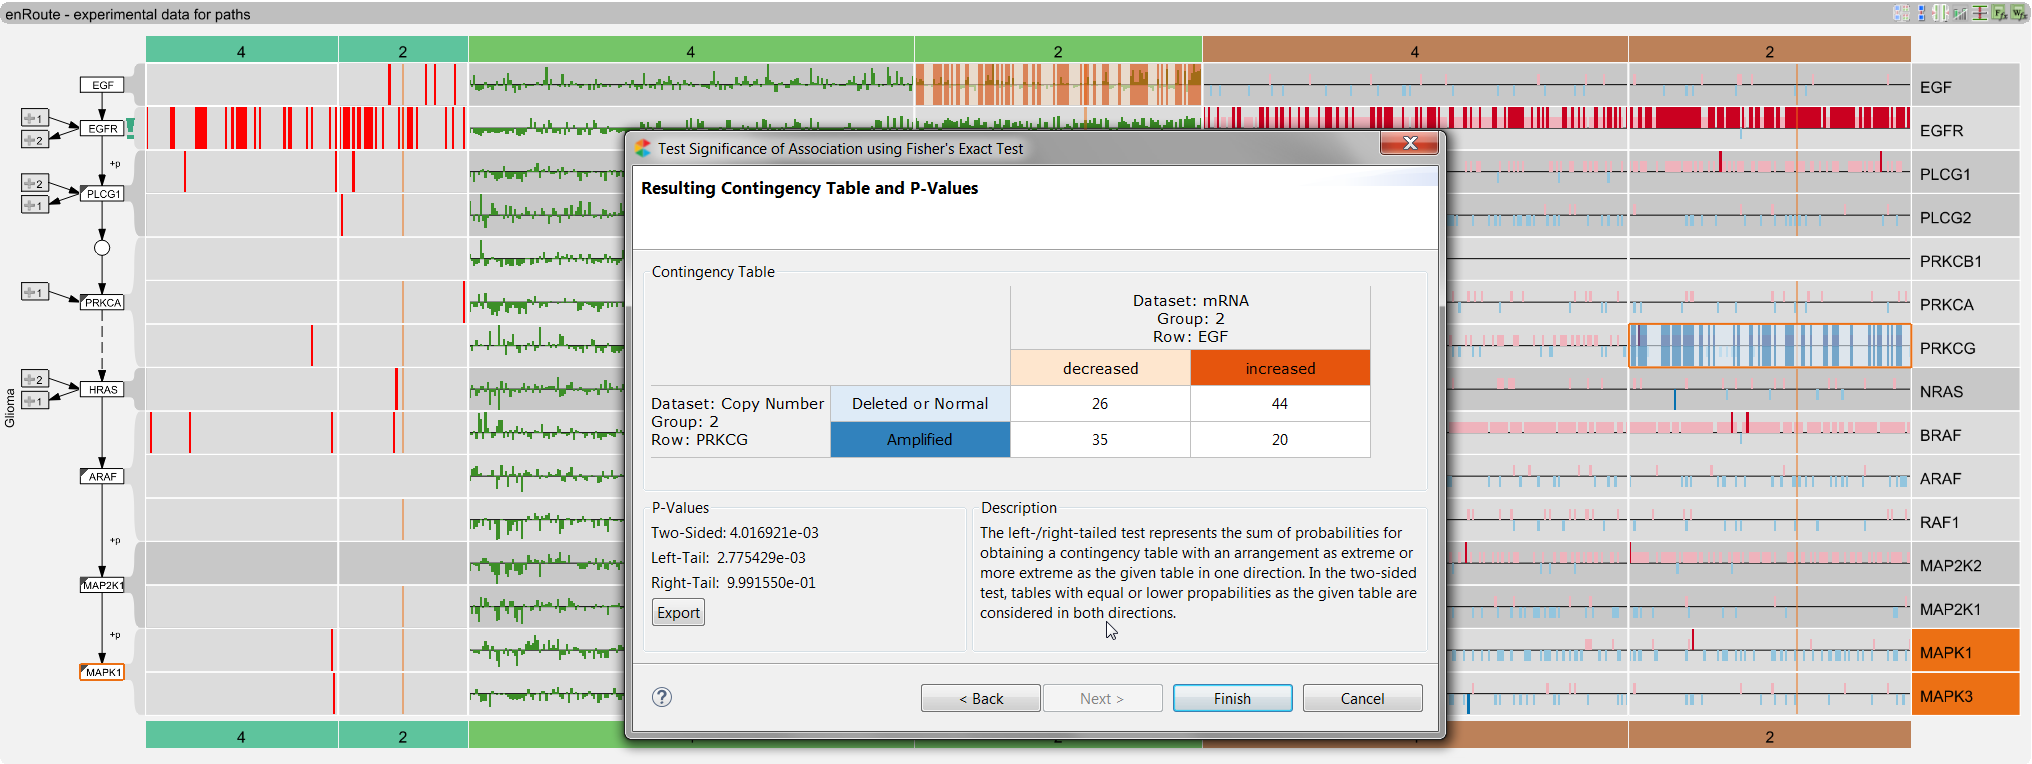 enRoute - experimental data for paths
Ffx
Wfx
4 2 4 2 4 2
EGF
EGF
1
EGFR
2
EGFR
+p
2
PLCG1
1
PLCG1
PLCG2
PRKCB1
1
PRKCA
PRKCA
PRKCG
2
HRAS
1
NRAS
Glioma
BRAF
ARAF
ARAF
RAF1
+p
MAP2K2
MAP2K1
MAP2K1
+p
MAPK1
MAPK1
MAPK3
4 2 4 2
Test Significance of Association using Fisher's Exact Test
Resulting Contingency Table and P-Values
Contingency Table
Dataset: mRNA
Group: 2
Row: EGF
decreased increased
Dataset: Copy Number
Group: 2
Row: PRKCG
Deleted or Normal 26 44
Amplified 35 20
P-Values
Two-Sided: 4.016921e-03
Left-Tail: 2.775429e-03
Right-Tail: 9.991550e-01
Export
Description
The left-/right-tailed test represents the sum of probabilities for
obtaining a contingency table with an arrangement as extreme or
more extreme as the given table in one direction. In the two-sided
test, tables with equal or lower propabilities as the given table are
considered in both directions.
?
< Back
Next >
Finish
Cancel